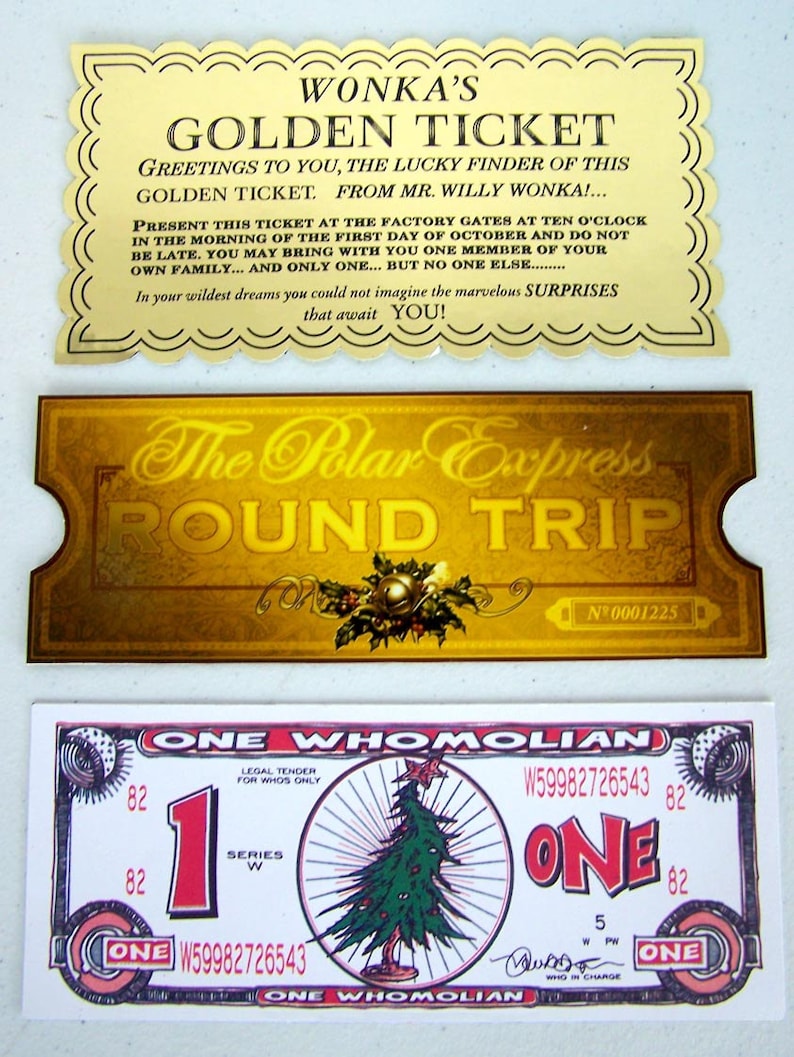 WONKA'S
GOLDEN TICKET
GREETINGS TO YOU, THE LUCKY FINDER OF THIS
GOLDEN TICKET. FROM MR. WILLY WONKA!...
PRESENT THIS TICKET AT THE FACTORY GATES AT TEN O'CLOCK
IN THE MORNING OF THE FIRST DAY OF OCTOBER AND DO NOT
BE LATE. YOU MAY BRING WITH YOU ONE MEMBER OF YOUR
OWN FAMILY... AND ONLY ONE... BUT NO ONE ELSE........
In your wildest dreams you could not imagine the marvelous SURPRISES
that await YOU!
The Polar Express
ROUND TRIP
Nº 0001225
ONE WHOMOLIAN
LEGAL TENDER
FOR WHOS ONLY
W59982726543
82
82
1
SERIES
W
ONE
82
82
5
W PW
ONE
W59982726543
WHO IN CHARGE
ONE
ONE WHOMOLIAN